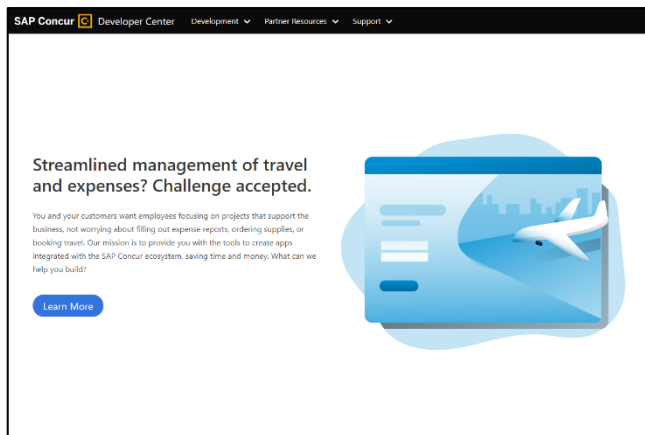 SAP Concur C Developer Center Development Partner Resources Support
Streamlined management of travel
and expenses? Challenge accepted.
You and your customers want employees focusing on projects that support the
business, not worrying about filling out expense reports, ordering supplies, or
booking travel. Our mission is to provide you with the tools to create apps
integrated with the SAP Concur ecosystem, saving time and money. What can we
help you build?
Learn More